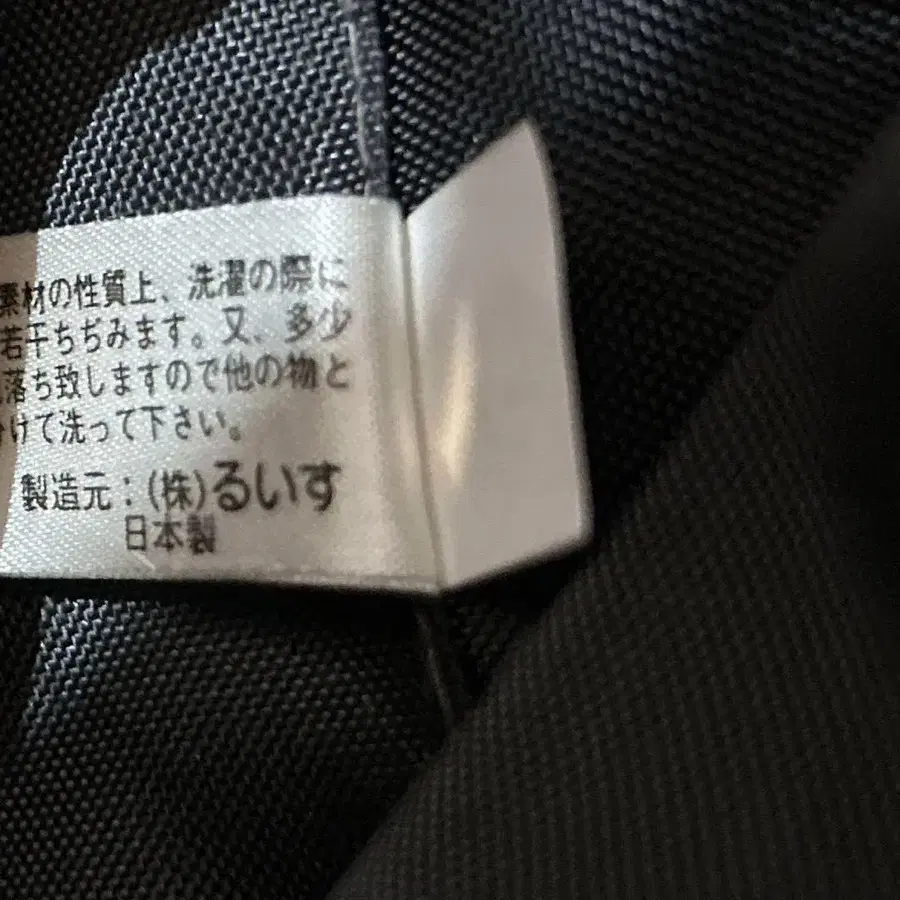 素材の性質上、洗濯の際に
若干ちぢみます。又、多少
落ち致しますので他の物と
けて洗って下さい。
製造元：(株)るいす
日本製